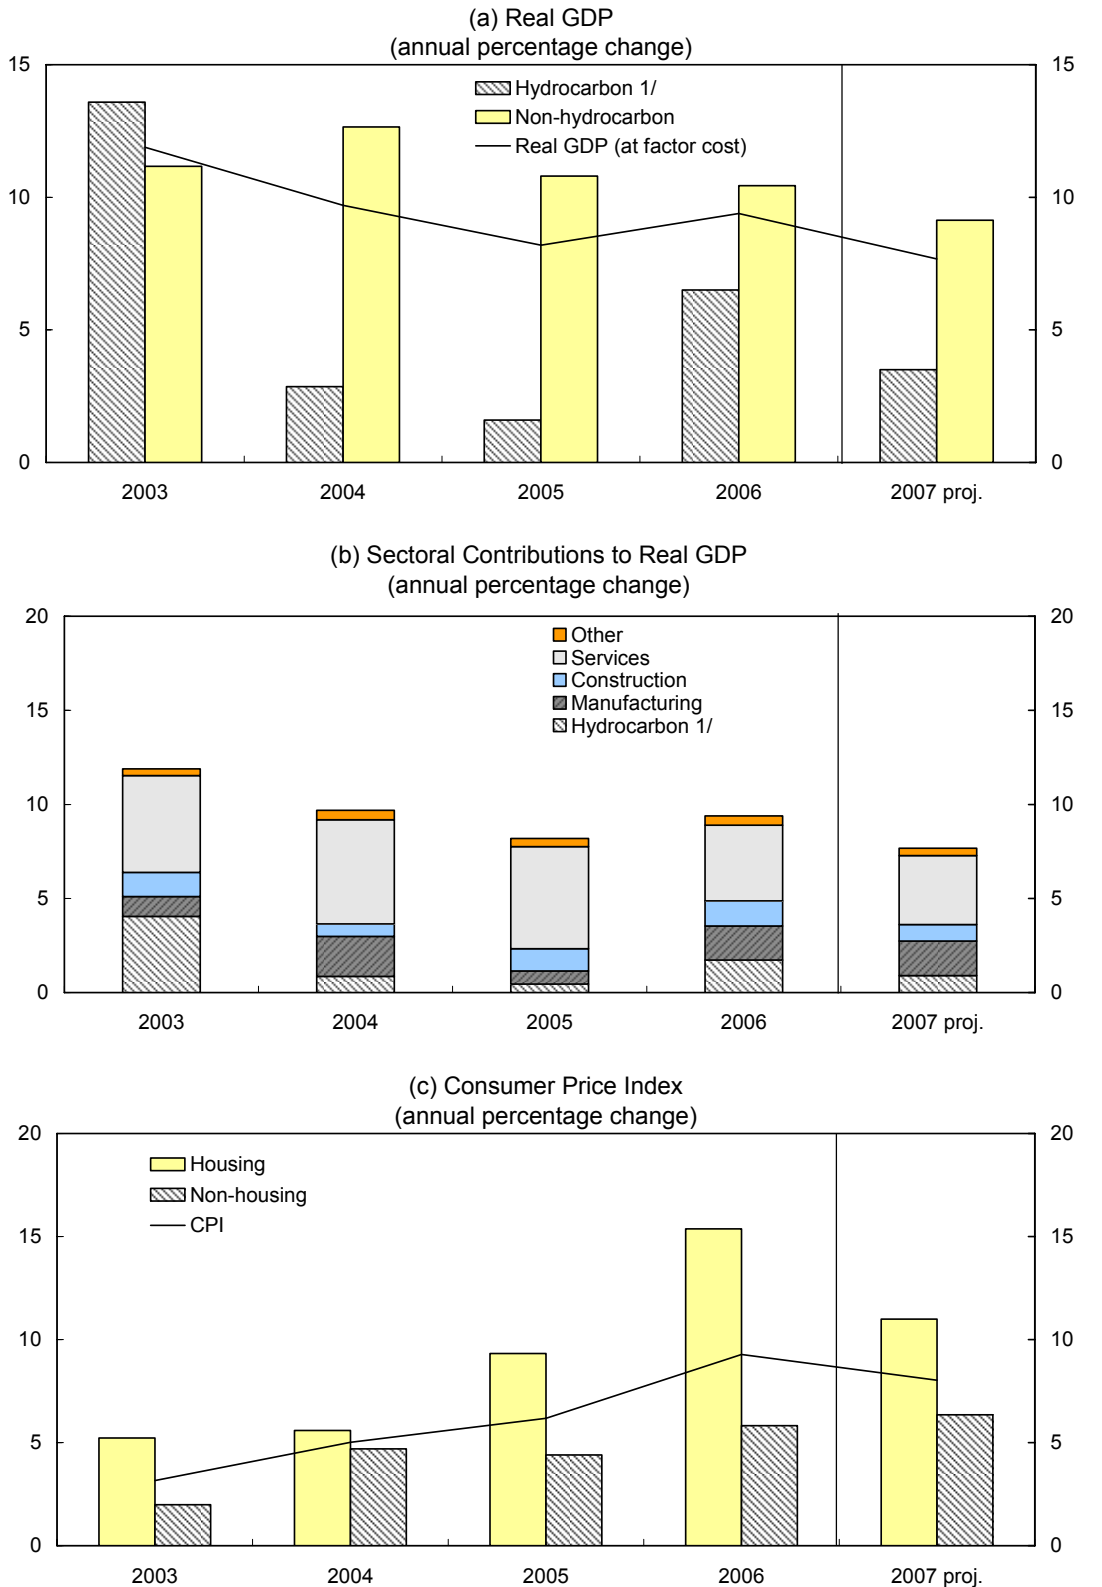 (a) Real GDP
(annual percentage change)
15
15
Hydrocarbon 1/
Non-hydrocarbon
Real GDP (at factor cost)
10
10
5
5
0
0
2003
2004
2005
2006
2007 proj.
(b) Sectoral Contributions to Real GDP
(annual percentage change)
20
20
Other
Services
Construction
Manufacturing
Hydrocarbon 1/
15
15
10
10
5
5
0
0
2003
2004
2005
2006
2007 proj.
(c) Consumer Price Index
(annual percentage change)
20
20
Housing
Non-housing
CPI
15
15
10
10
5
5
0
0
2003
2004
2005
2006
2007 proj.